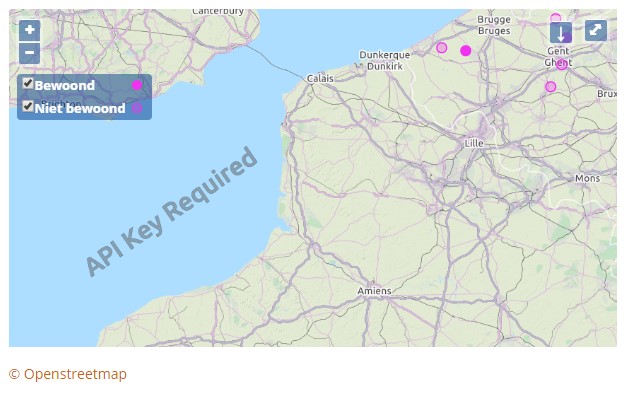 Canterbury
+
−
Brugge
Bruges
↓
Gent
Ghent
Dunkerque
Dunkirk
Calais
Bewoond
Niet bewoond
Brux
Lille
Mons
API Key Required
Amiens
© Openstreetmap